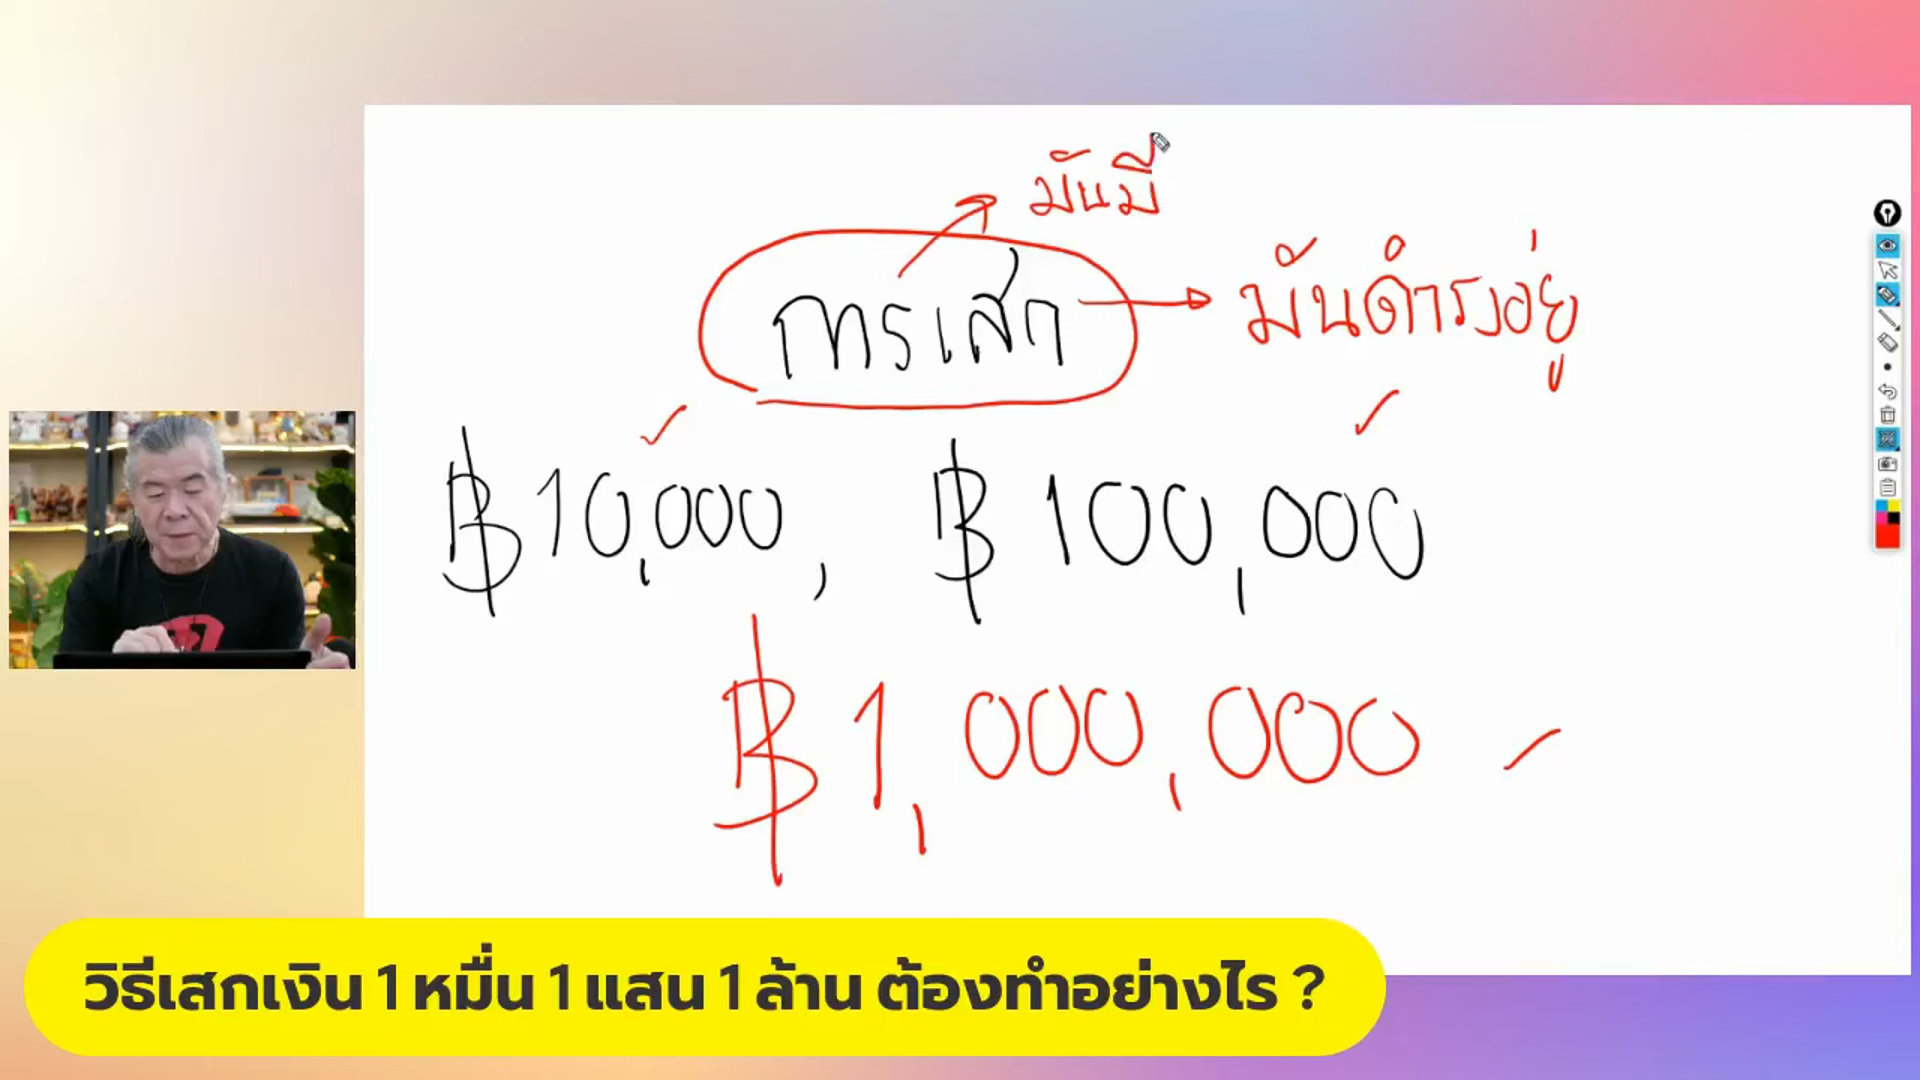 มันมี
การเสก
มันดำรงอยู่
฿10,000, ฿100,000
฿1,000,000
วิธีเสกเงิน 1 หมื่น 1 แสน 1 ล้าน ต้องทำอย่างไร ?